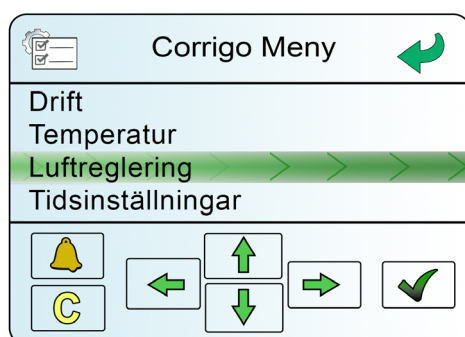 Corrigo Meny
Drift
Temperatur
Luftreglering
Tidsinställningar
C